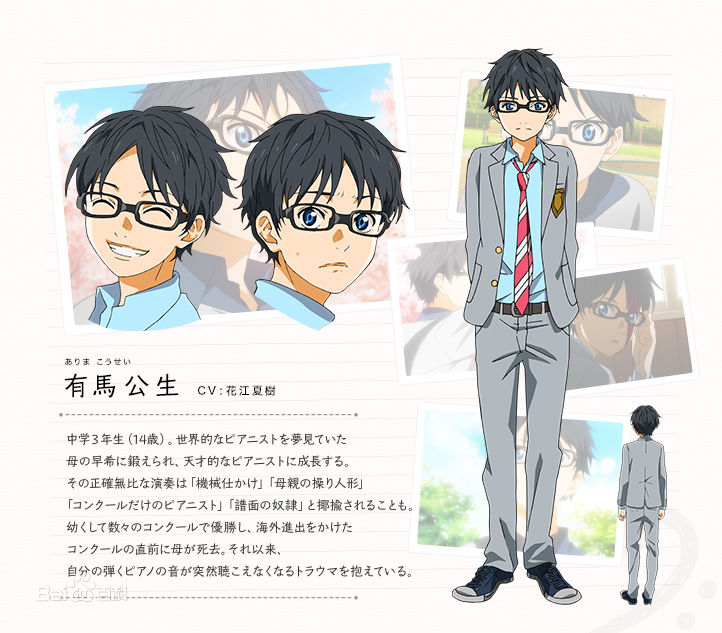 ありま こうせい
有馬公生 CV:花江夏樹
中学3年生（14歳）。世界的なピアニストを夢見ていた
母の早希に鍛えられ、天才的なピアニストに成長する。
その正確無比な演奏は「機械仕かけ」「母親の操り人形」
「コンクールだけのピアニスト」「譜面の奴隷」と揶揄されることも。
幼くして数々のコンクールで優勝し、海外進出をかけた
コンクールの直前に母が死去。それ以来、
自分の弾くピアノの音が突然聴こえなくなるトラウマを抱えている。
Bai 百科